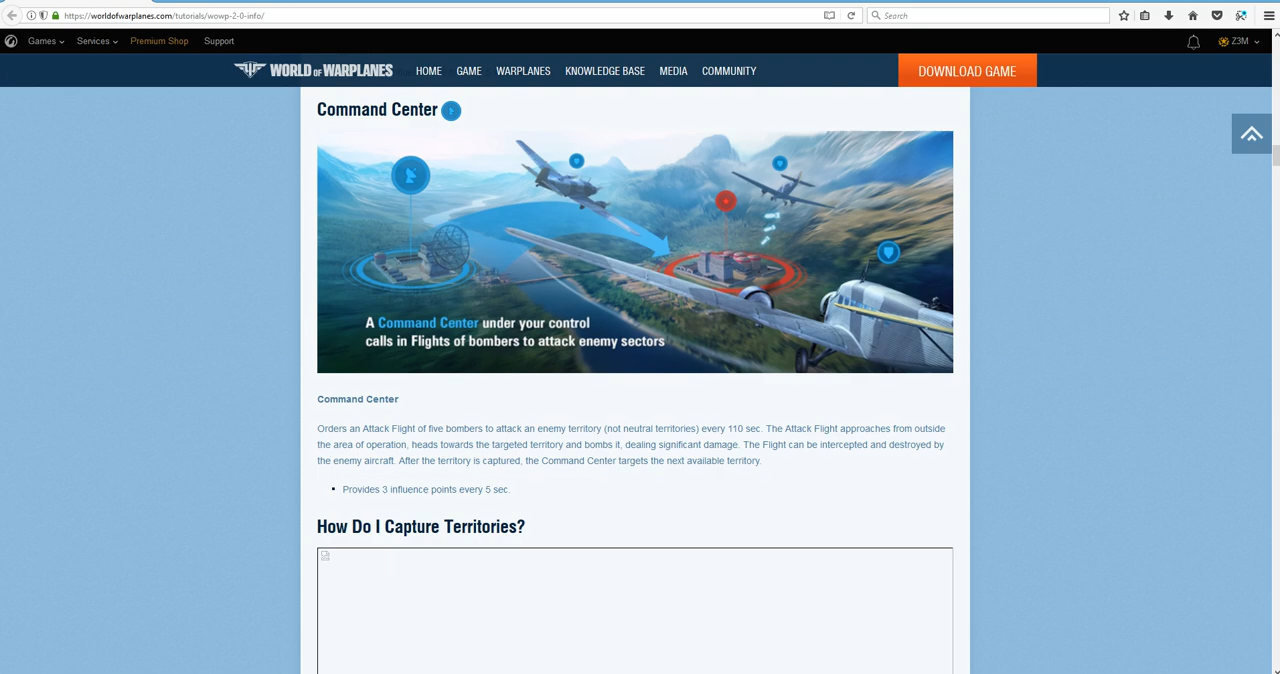 https://worldofwarplanes.com/tutorials/wowp-2-0-info/
Search
Games
Services
Premium Shop
Support
Z3M
WORLD OF WARPLANES
HOME
GAME
WARPLANES
KNOWLEDGE BASE
MEDIA
COMMUNITY
DOWNLOAD GAME
Command Center
A Command Center under your control
calls in Flights of bombers to attack enemy sectors
Command Center
Orders an Attack Flight of five bombers to attack an enemy territory (not neutral territories) every 110 sec. The Attack Flight approaches from outside
the area of operation, heads towards the targeted territory and bombs it, dealing significant damage. The Flight can be intercepted and destroyed by
the enemy aircraft. After the territory is captured, the Command Center targets the next available territory.
Provides 3 influence points every 5 sec.
How Do I Capture Territories?